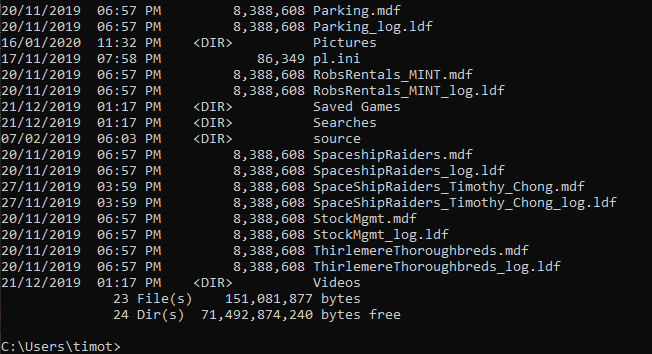 20/11/2019  06:57 PM         8,388,608 Parking.mdf
20/11/2019  06:57 PM         8,388,608 Parking_log.ldf
16/01/2020  11:32 PM    <DIR>          Pictures
17/11/2019  07:58 PM            86,349 pl.ini
20/11/2019  06:57 PM         8,388,608 RobsRentals_MINT.mdf
20/11/2019  06:57 PM         8,388,608 RobsRentals_MINT_log.ldf
21/12/2019  01:17 PM    <DIR>          Saved Games
21/12/2019  01:17 PM    <DIR>          Searches
07/02/2019  06:03 PM    <DIR>          source
20/11/2019  06:57 PM         8,388,608 SpaceshipRaiders.mdf
20/11/2019  06:57 PM         8,388,608 SpaceshipRaiders_log.ldf
27/11/2019  03:59 PM         8,388,608 SpaceShipRaiders_Timothy_Chong.mdf
27/11/2019  03:59 PM         8,388,608 SpaceShipRaiders_Timothy_Chong_log.ldf
20/11/2019  06:57 PM         8,388,608 StockMgmt.mdf
20/11/2019  06:57 PM         8,388,608 StockMgmt_log.ldf
20/11/2019  06:57 PM         8,388,608 ThirlemereThoroughbreds.mdf
20/11/2019  06:57 PM         8,388,608 ThirlemereThoroughbreds_log.ldf
21/12/2019  01:17 PM    <DIR>          Videos
              23 File(s)    151,081,877 bytes
              24 Dir(s)  71,492,874,240 bytes free
C:\Users\timot>